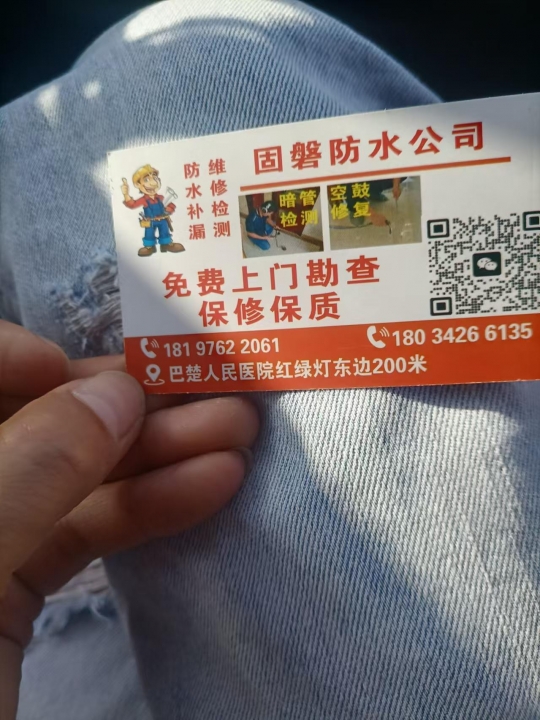 固磐防水公司
防水补漏
维修检测
暗管检测
空鼓修复
免费上门勘查
保修保质
181 9762 2061
180 3426 6135
巴楚人民医院红绿灯东边200米